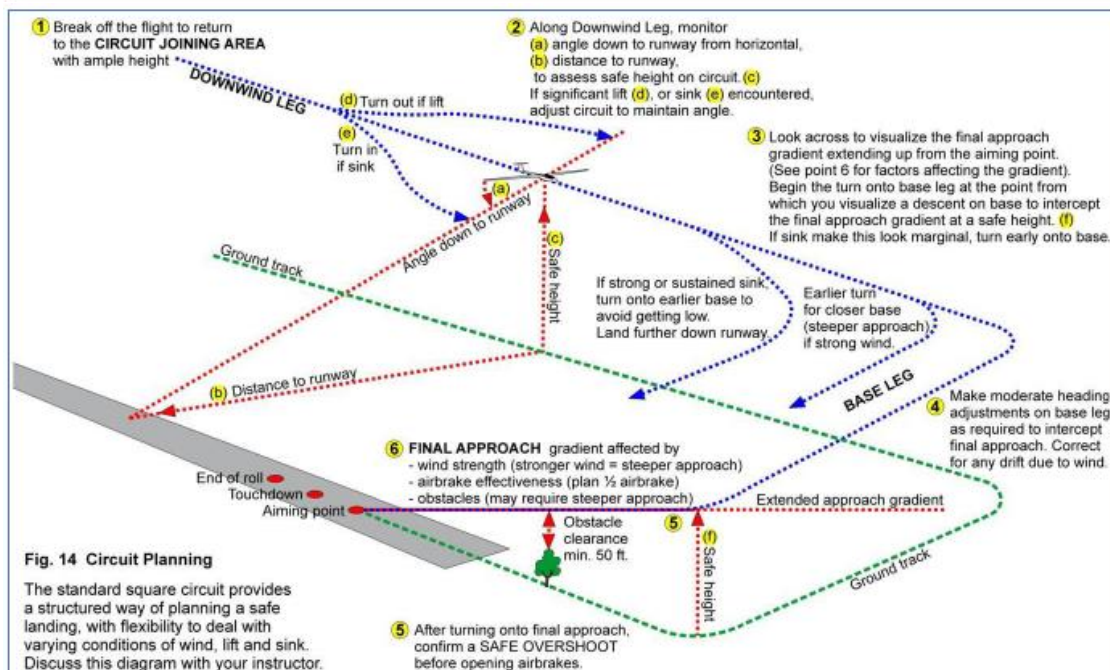 1 Break off the flight to return
to the CIRCUIT JOINING AREA
with ample height
DOWNWIND LEG
(d) Turn out if lift
(e)
Turn in
if sink
2 Along Downwind Leg, monitor
(a) angle down to runway from horizontal,
(b) distance to runway,
to assess safe height on circuit. (c)
If significant lift (d), or sink (e) encountered,
adjust circuit to maintain angle.
3 Look across to visualize the final approach
gradient extending up from the aiming point.
(See point 6 for factors affecting the gradient).
Begin the turn onto base leg at the point from
which you visualize a descent on base to intercept
the final approach gradient at a safe height. (f)
If sink make this look marginal, turn early onto base.
(a)
Angle down to runway
(c)
Safe height
Ground track
If strong or sustained sink,
turn onto earlier base to
avoid getting low.
Land further down runway.
Earlier turn
for closer base
(steeper approach)
if strong wind.
(b) Distance to runway
BASE LEG
4 Make moderate heading
adjustments on base leg
as required to intercept
final approach. Correct
for any drift due to wind.
6 FINAL APPROACH gradient affected by
- wind strength (stronger wind = steeper approach)
- airbrake effectiveness (plan ½ airbrake)
- obstacles (may require steeper approach)
End of roll
Touchdown
Aiming point
5
Extended approach gradient
Obstacle
clearance
min. 50 ft.
(f)
Safe height
Ground track
Fig. 14 Circuit Planning
The standard square circuit provides
a structured way of planning a safe
landing, with flexibility to deal with
varying conditions of wind, lift and sink.
Discuss this diagram with your instructor.
5 After turning onto final approach,
confirm a SAFE OVERSHOOT
before opening airbrakes.